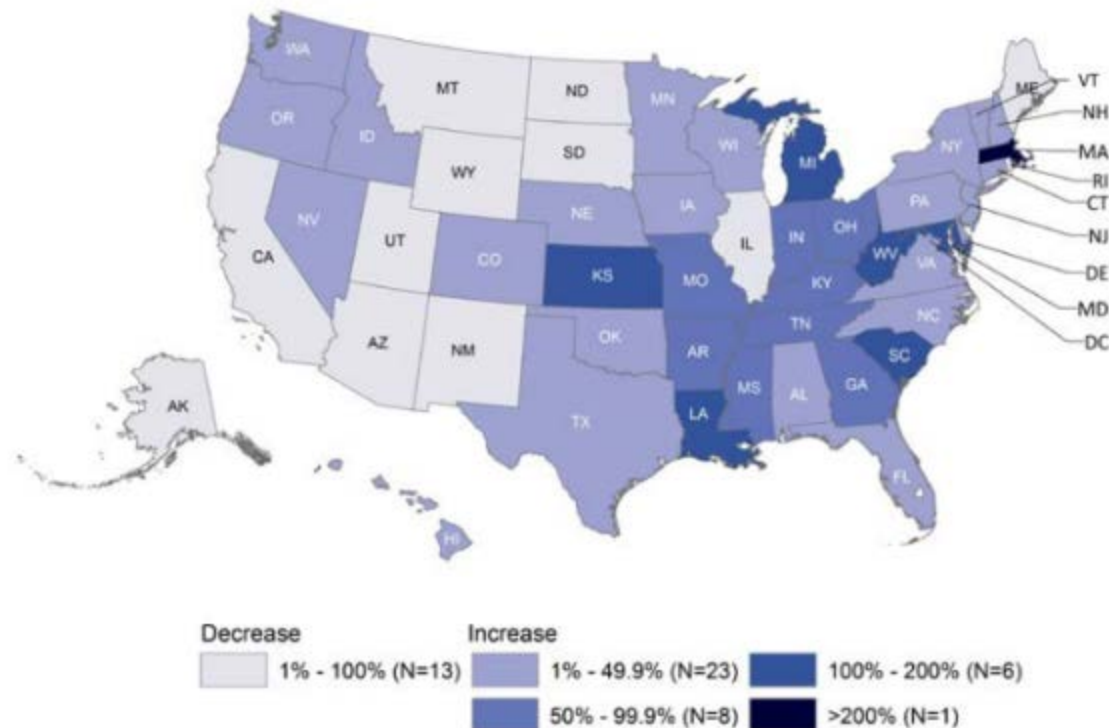 WA
MT
ND
MN
ME
VT
NH
OR
ID
WY
SD
WI
MI
NY
MA
RI
CT
NV
UT
CO
NE
IA
IL
IN
OH
PA
NJ
CA
KS
MO
KY
WV
VA
DE
MD
DC
AZ
NM
OK
AR
TN
NC
SC
AK
TX
LA
MS
AL
GA
FL
HI
Decrease
Increase
1% - 100% (N=13)
1% - 49.9% (N=23)
100% - 200% (N=6)
50% - 99.9% (N=8)
>200% (N=1)